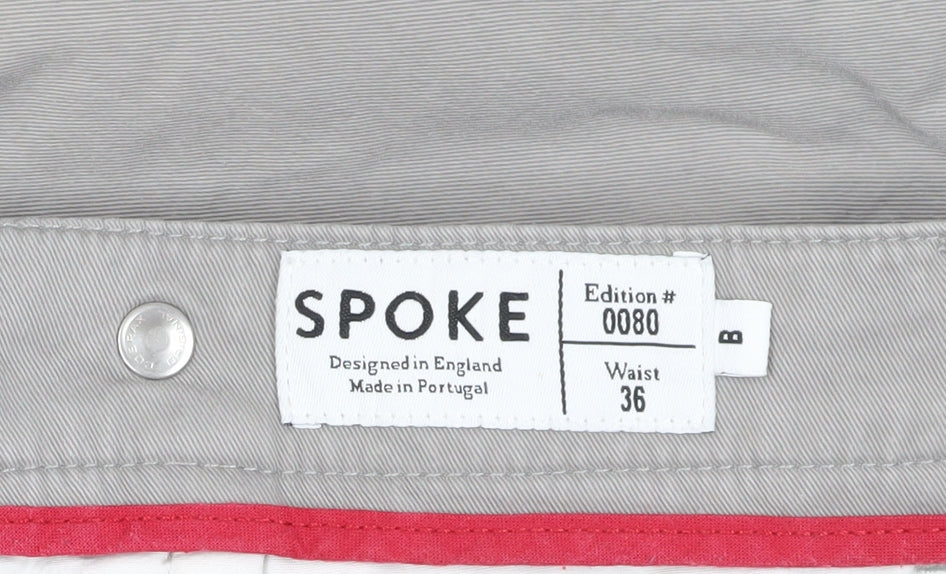 SPOKE
Designed in England
Made in Portugal
Edition #
0080
Waist
36
B